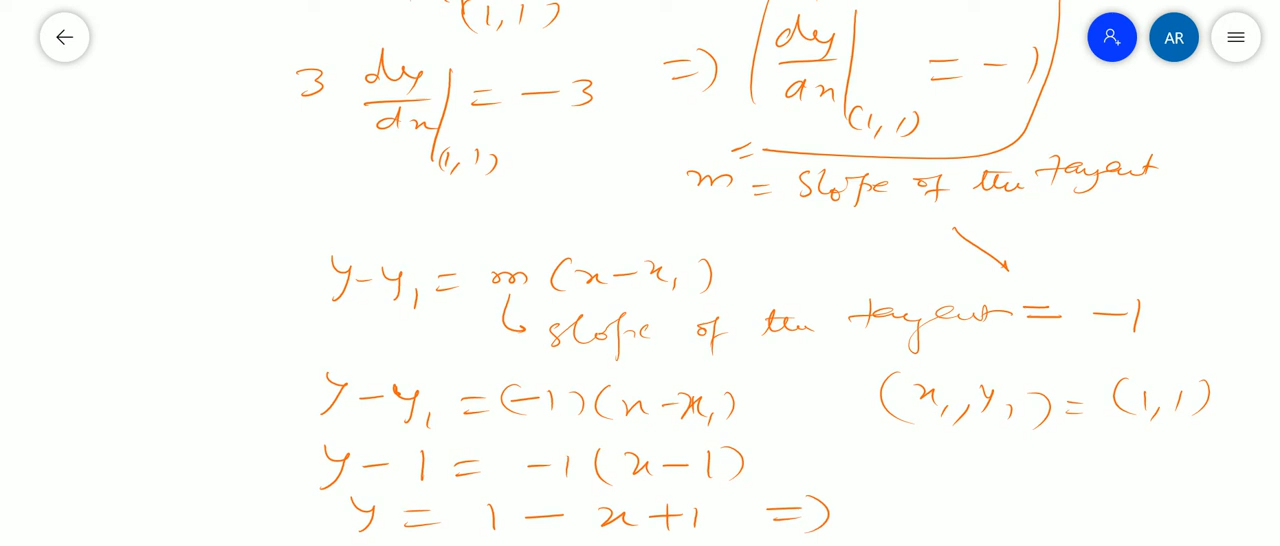 (1, 1)
AR
3 dy/dx|(1, 1) = - 3 => dy/dx|(1, 1) = - 1
m = slope of the tangent
y - y₁ = m (x - x₁)
slope of the tangent = - 1
y - y₁ = (-1) (x - x₁) (x₁, y₁) = (1, 1)
y - 1 = -1 (x - 1)
y = 1 - x + 1 =>